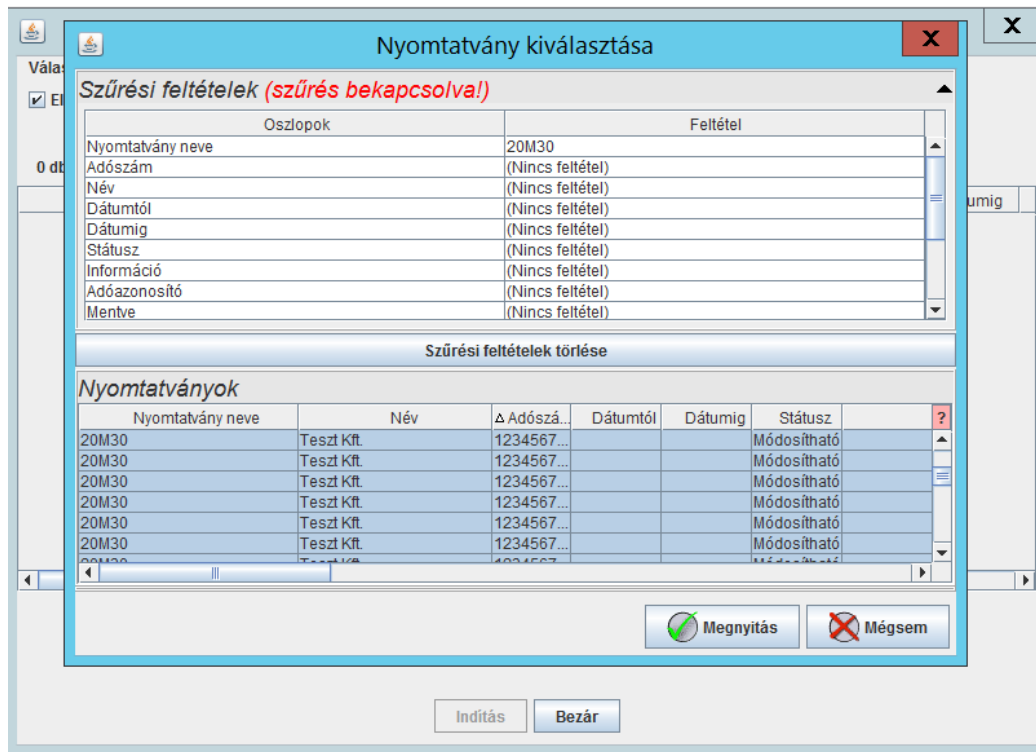 X
Nyomtatvány kiválasztása X
Válas
Szűrési feltételek (szűrés bekapcsolva!)
El
Oszlopok Feltétel
Nyomtatvány neve 20M30
0 db Adószám (Nincs feltétel)
Név (Nincs feltétel)
Dátumtól (Nincs feltétel) umig
Dátumig (Nincs feltétel)
Státusz (Nincs feltétel)
Információ (Nincs feltétel)
Adóazonosító (Nincs feltétel)
Mentve (Nincs feltétel)
Szűrési feltételek törlése
Nyomtatványok
Nyomtatvány neve Név Adószá... Dátumtól Dátumig Státusz ?
20M30 Teszt Kft. 1234567... Módosítható
20M30 Teszt Kft. 1234567... Módosítható
20M30 Teszt Kft. 1234567... Módosítható
20M30 Teszt Kft. 1234567... Módosítható
20M30 Teszt Kft. 1234567... Módosítható
20M30 Teszt Kft. 1234567... Módosítható
Megnyitás Mégsem
Indítás Bezár